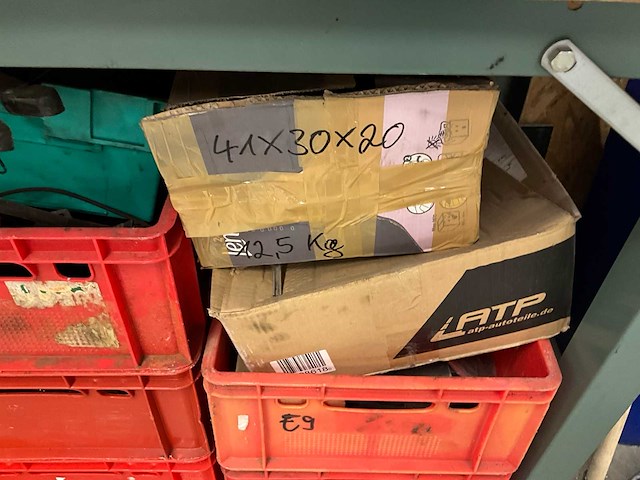 41X30X20
12,5 Kg
ATP
atp-autoteile.de
E9